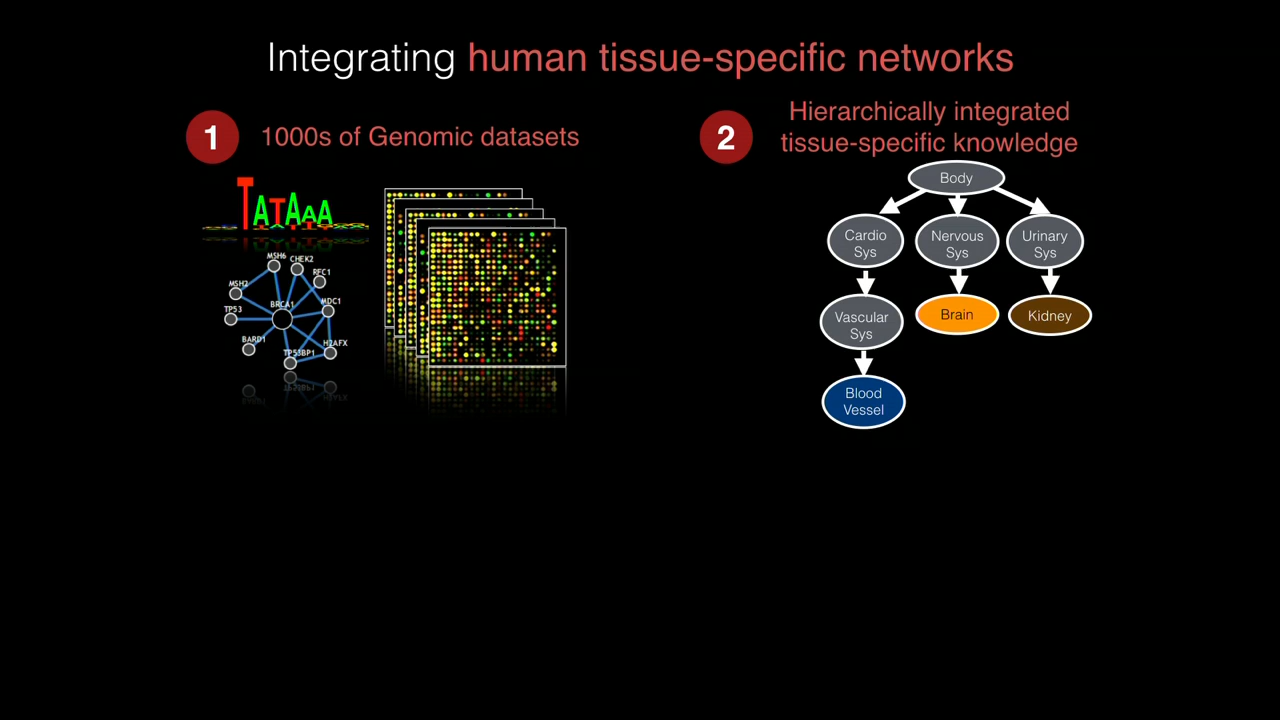 Integrating human tissue-specific networks
1
1000s of Genomic datasets
TATAAA
MSH6
CHEK2
RFC1
MSH2
BRCA1
MDC1
TP53
BARD1
TP53BP1
H2AFX
2
Hierarchically integrated
tissue-specific knowledge
Body
Cardio
Sys
Nervous
Sys
Urinary
Sys
Vascular
Sys
Brain
Kidney
Blood
Vessel